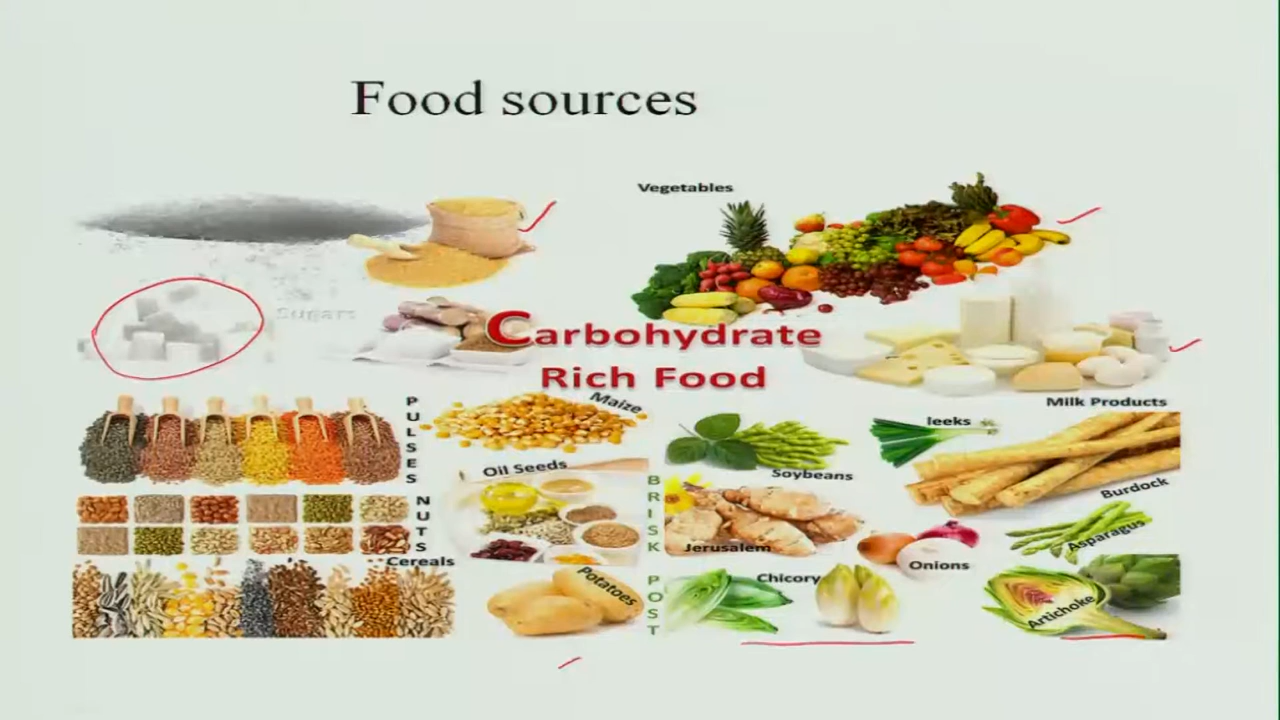 Food sources
Vegetables
Sugars
Carbohydrate
Rich Food
Milk Products
PULSES
Maize
leeks
Oil Seeds
Soybeans
Burdock
NUTS
BRISK
Jerusalem
Onions
Asparagus
Cereals
Potatoes
POST
Chicory
Artichoke